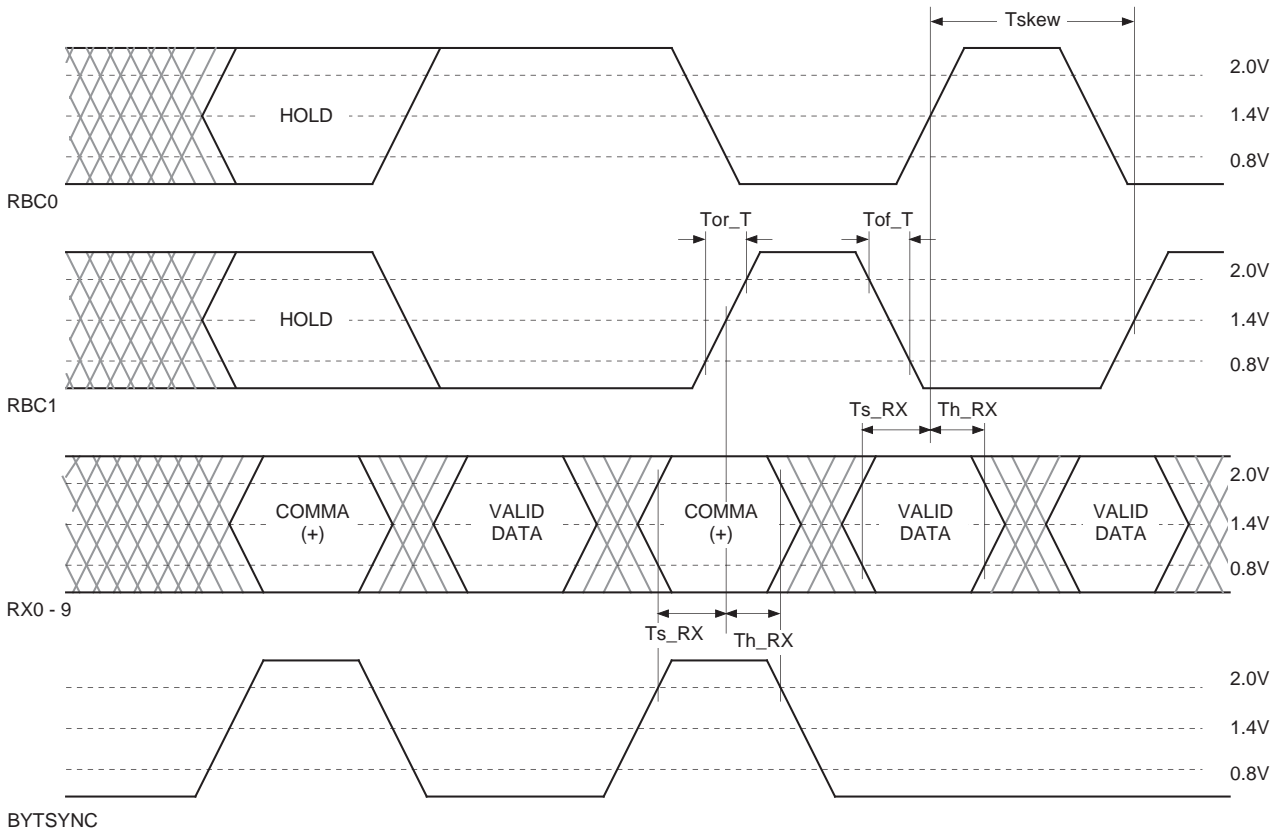 Tskew
2.0V
HOLD
1.4V
0.8V
RBC0
Tor_T
Tof_T
2.0V
HOLD
1.4V
0.8V
RBC1
Ts_RX
Th_RX
2.0V
COMMA
(+)
VALID
DATA
COMMA
(+)
VALID
DATA
VALID
DATA
1.4V
0.8V
RX0 - 9
Ts_RX
Th_RX
2.0V
1.4V
0.8V
BYTSYNC